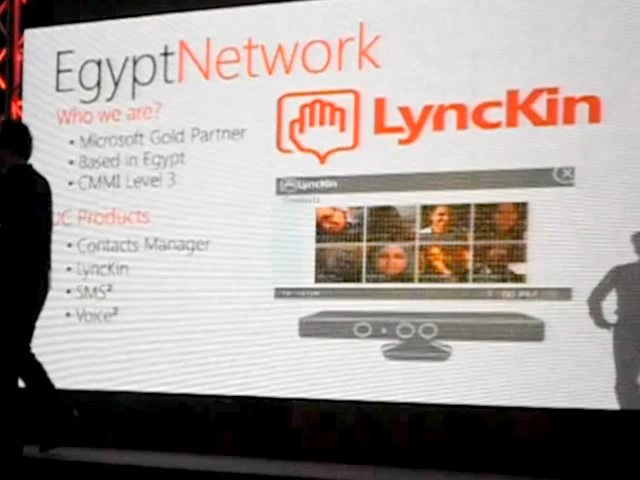 EgyptNetwork
Who we are?
• Microsoft Gold Partner
• Based in Egypt
• CMMI Level 3
UC Products
• Contacts Manager
• LyncKin
• SMS²
• Voice²
LyncKin
LyncKin